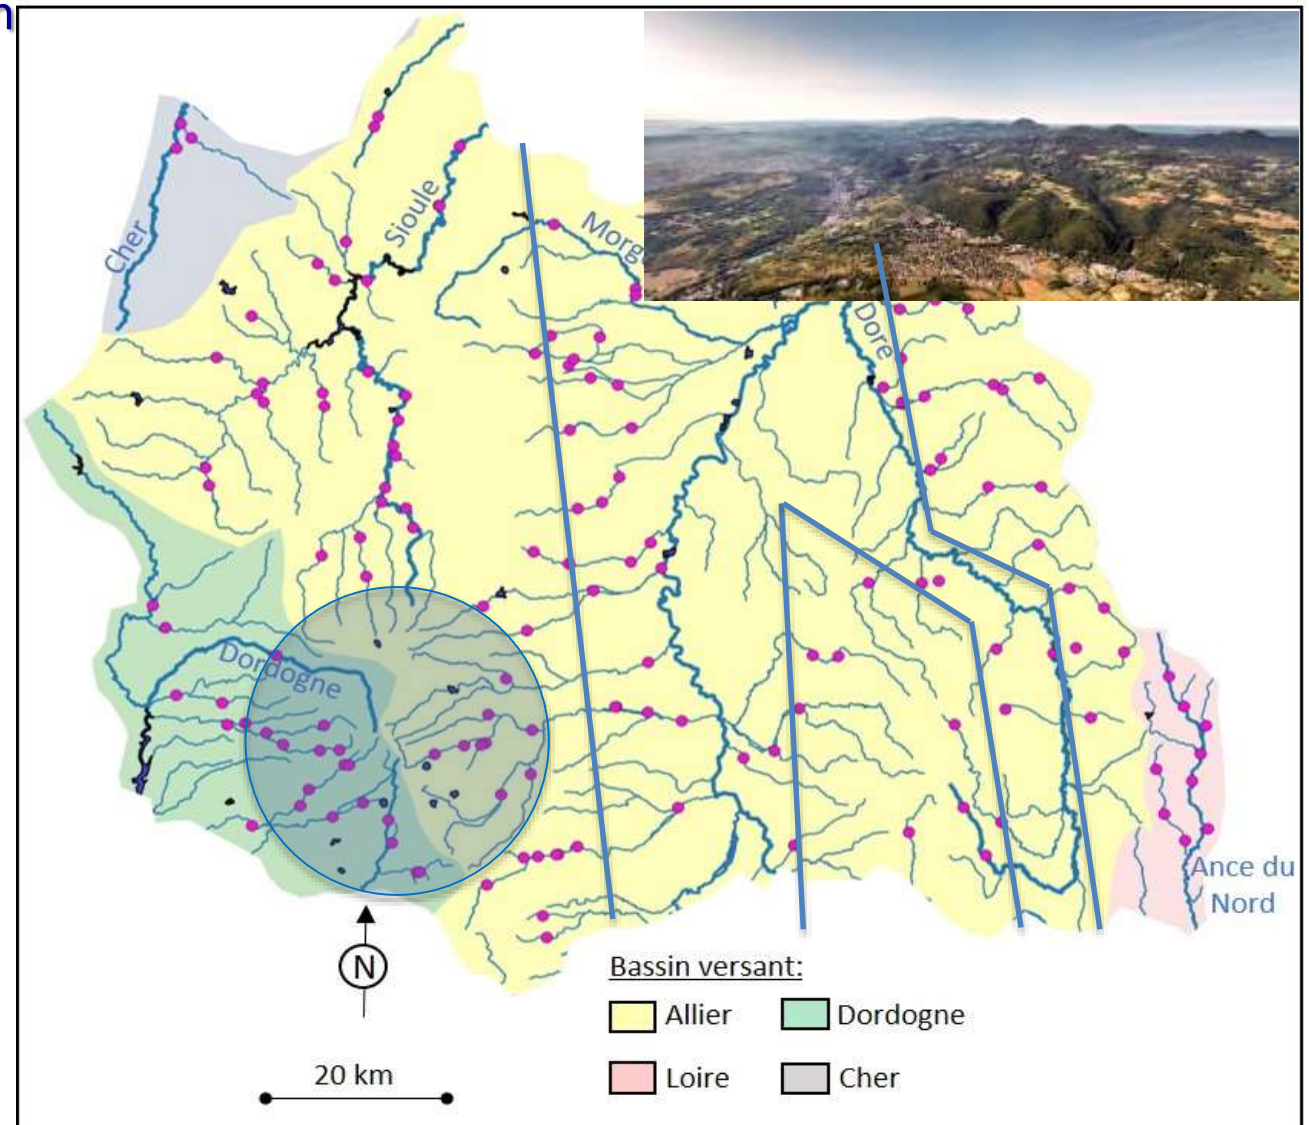 n
Cher
Sioule
Morg
Dore
Dordogne
Ance du
Nord
N
20 km
Bassin versant:
Allier
Dordogne
Loire
Cher